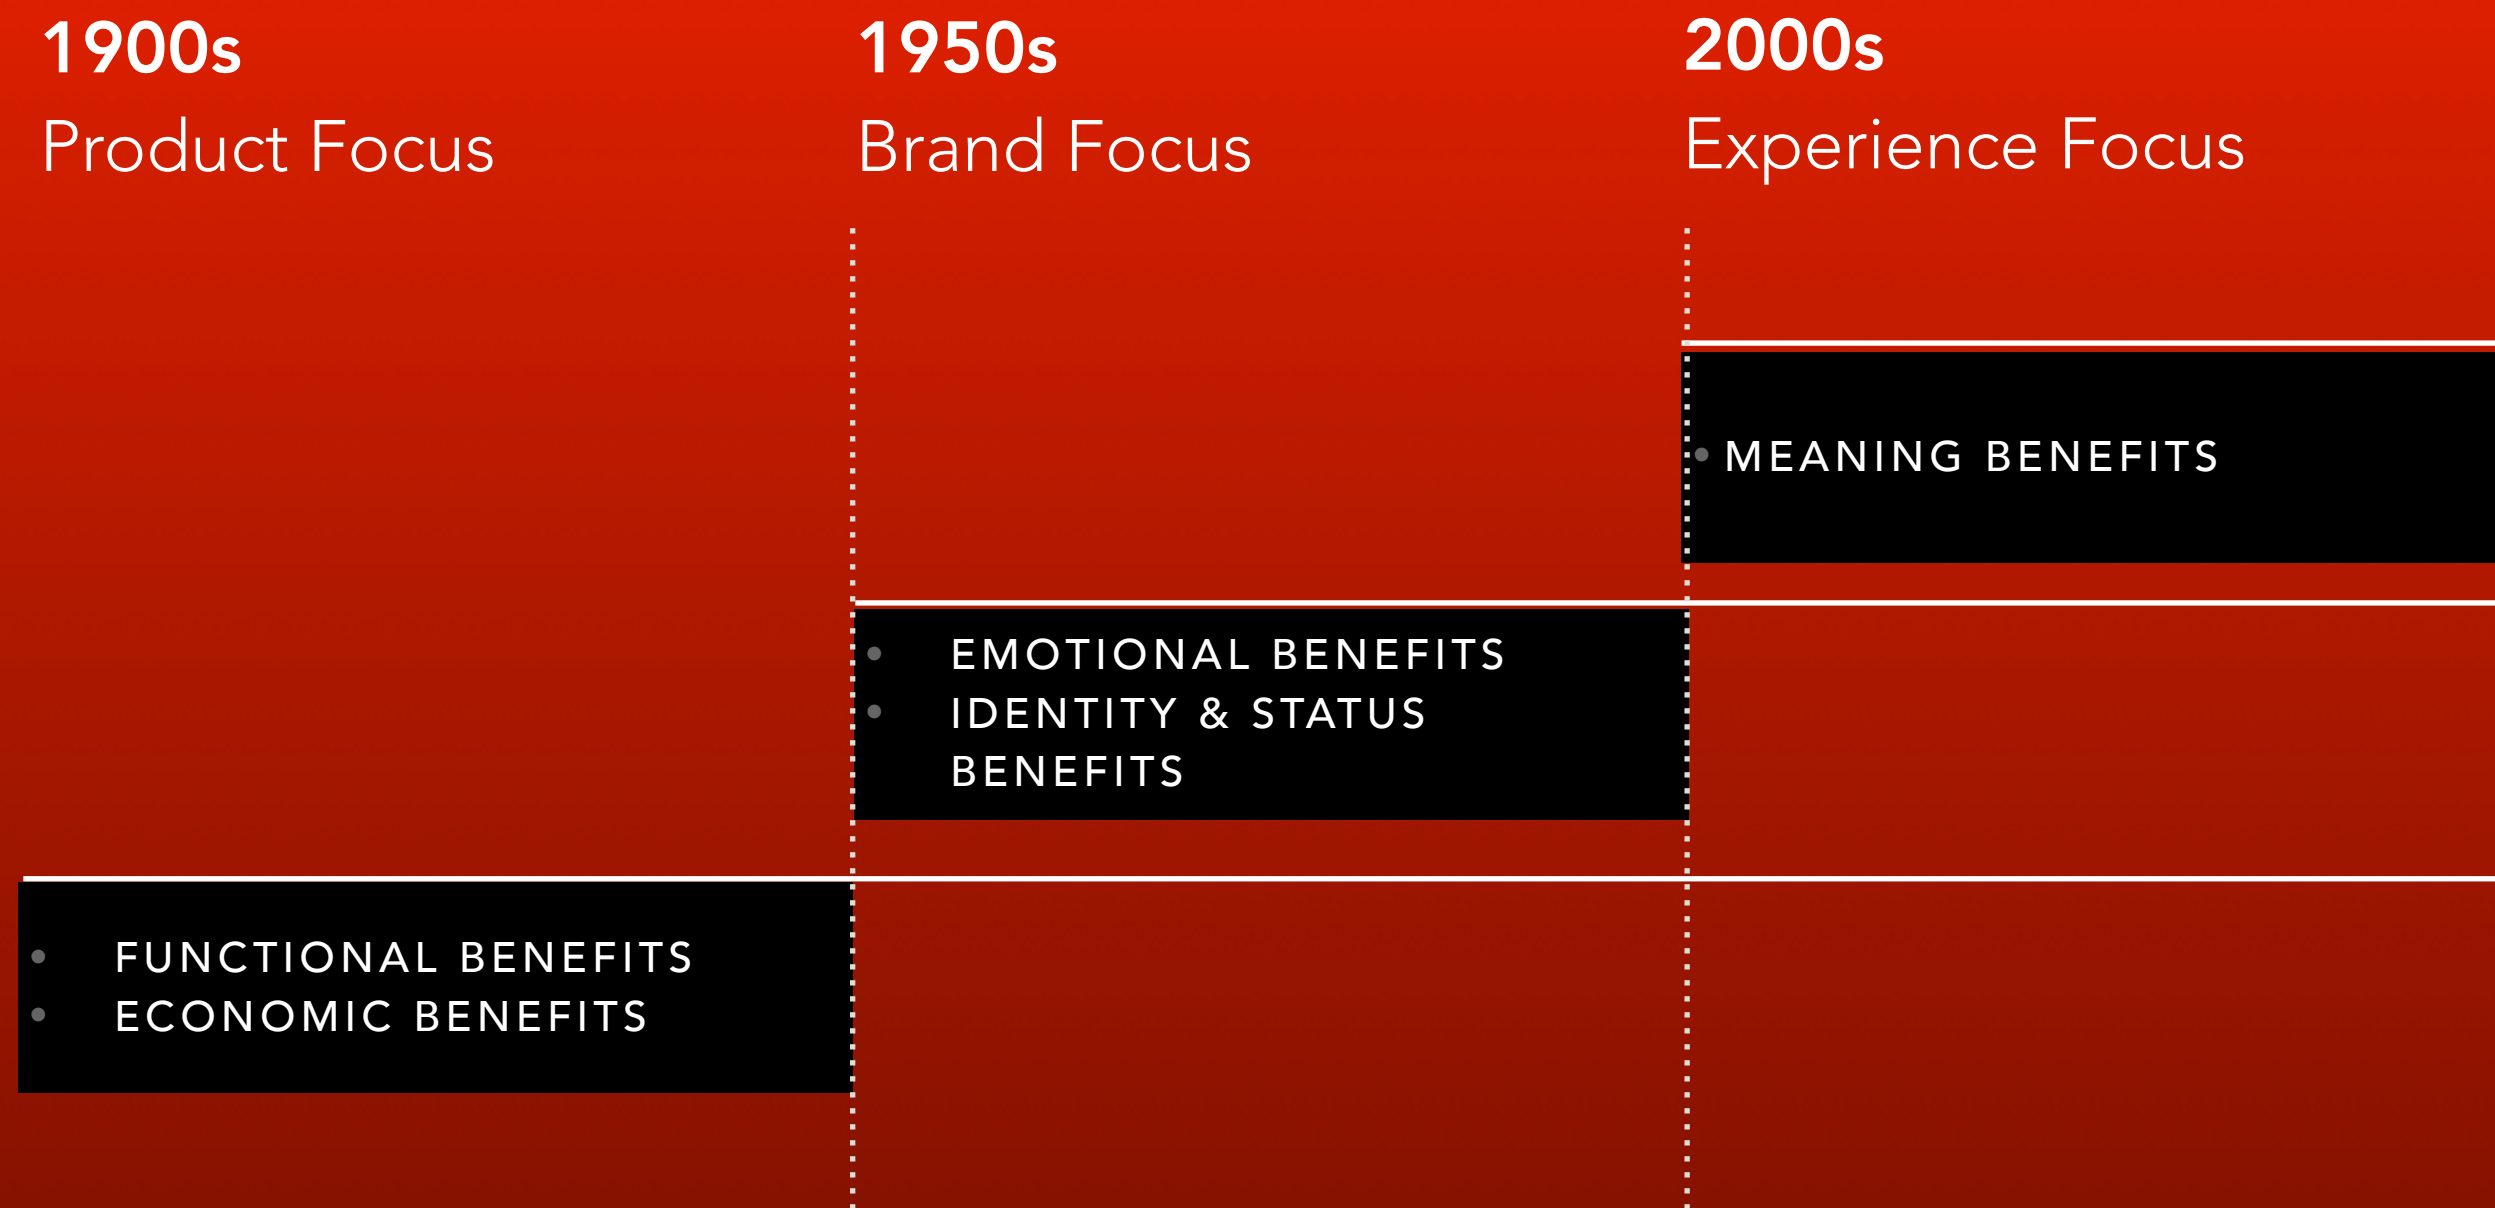 1900s
Product Focus
1950s
Brand Focus
2000s
Experience Focus
• MEANING BENEFITS
• EMOTIONAL BENEFITS
• IDENTITY & STATUS
BENEFITS
• FUNCTIONAL BENEFITS
• ECONOMIC BENEFITS